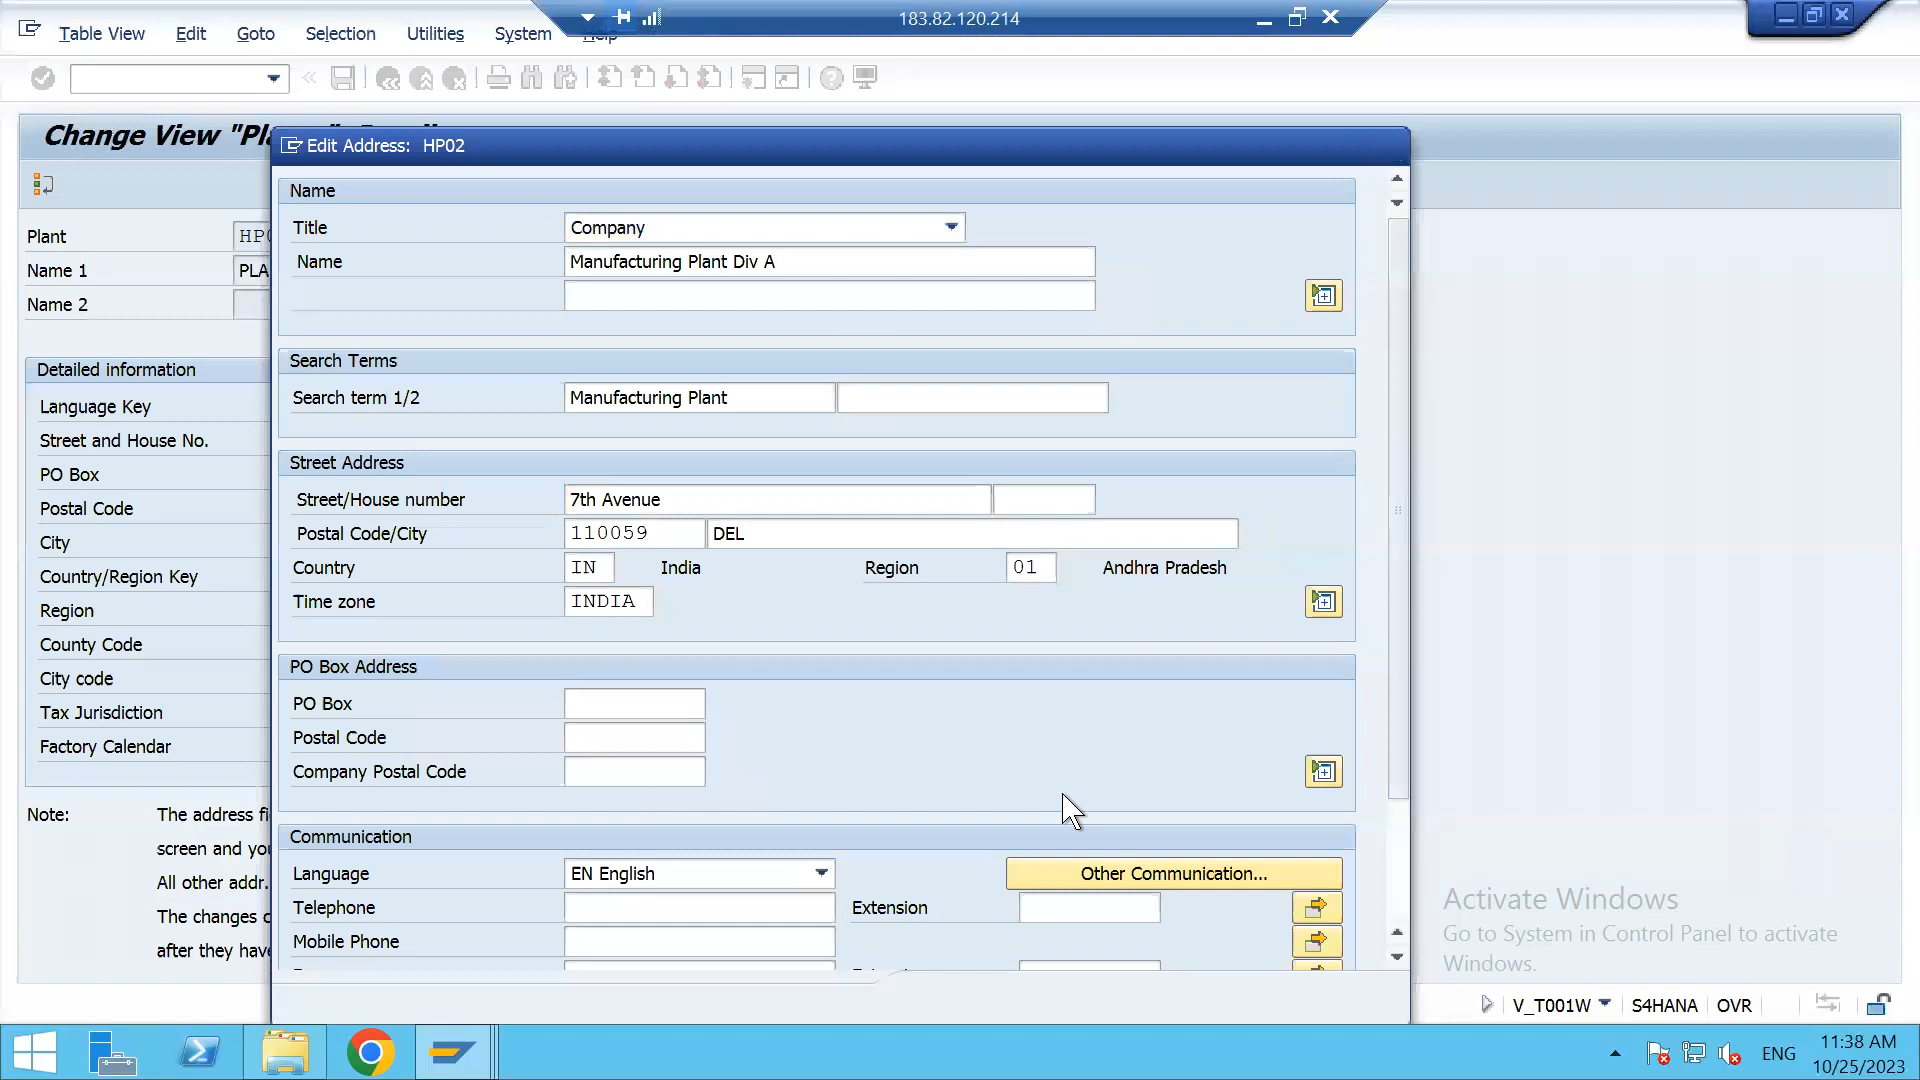 183.82.120.214
Table View Edit Goto Selection Utilities System Help
Change View "Pla
Edit Address: HP02
Name
Plant HP0
Title Company
Name 1 PLA
Name Manufacturing Plant Div A
Name 2
Search Terms
Detailed information
Search term 1/2 Manufacturing Plant
Language Key
Street and House No.
Street Address
PO Box
Street/House number 7th Avenue
Postal Code
Postal Code/City 110059 DEL
City
Country IN India Region 01 Andhra Pradesh
Country/Region Key
Time zone INDIA
Region
County Code
PO Box Address
City code
PO Box
Tax Jurisdiction
Postal Code
Factory Calendar
Company Postal Code
Note: The address fi
Communication
screen and you
Language EN English Other Communication...
All other addr.
Telephone Extension
The changes c
Mobile Phone
after they have
Activate Windows
Go to System in Control Panel to activate
Windows.
V_T001W S4HANA OVR
ENG
11:38 AM
10/25/2023